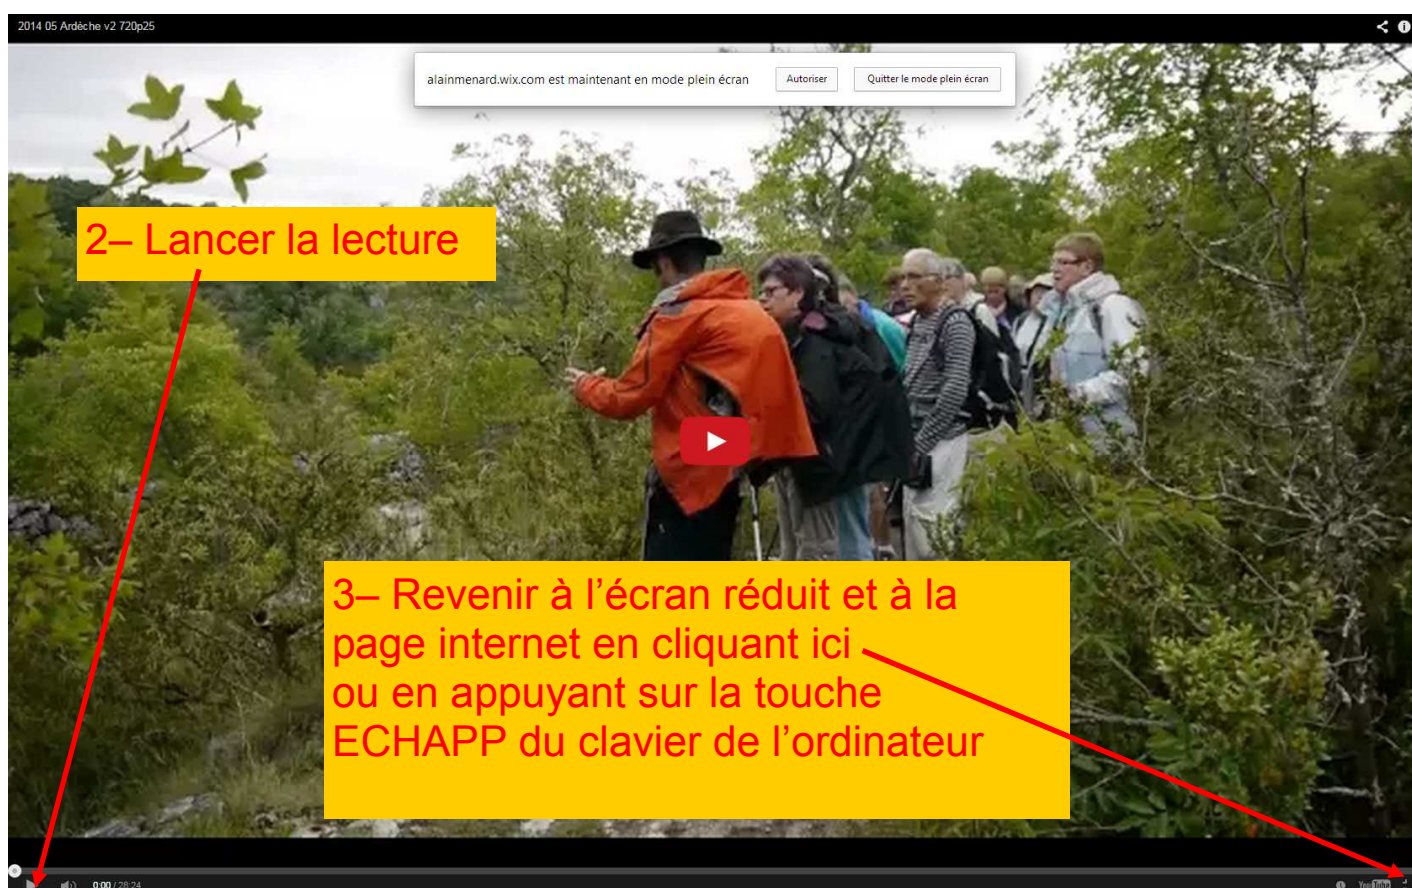 2014 05 Ardèche v2 720p25
alainmenard.wix.com est maintenant en mode plein écran
Autoriser
Quitter le mode plein écran
2– Lancer la lecture
3– Revenir à l’écran réduit et à la
page internet en cliquant ici
ou en appuyant sur la touche
ECHAPP du clavier de l’ordinateur
0:00 / 28:24
YouTube